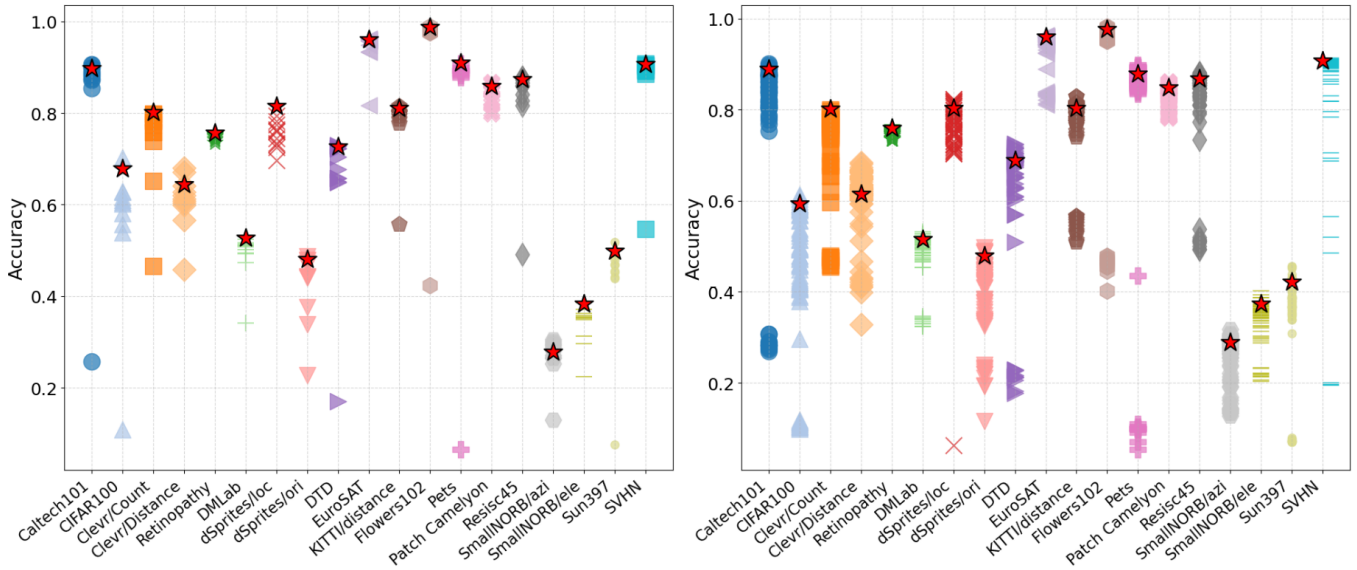 1.0
0.8
0.6
0.4
0.2
Accuracy
Caltech101
CIFAR100
Clevr/Count
Clevr/Distance
Retinopathy
DMLab
dSprites/loc
dSprites/ori
DTD
EuroSAT
KITTI/distance
Flowers102
Pets
Patch Camelyon
Resisc45
SmallNORB/azi
SmallNORB/ele
Sun397
SVHN
1.0
0.8
0.6
0.4
0.2
Accuracy
Caltech101
CIFAR100
Clevr/Count
Clevr/Distance
Retinopathy
DMLab
dSprites/loc
dSprites/ori
DTD
EuroSAT
KITTI/distance
Flowers102
Pets
Patch Camelyon
Resisc45
SmallNORB/azi
SmallNORB/ele
Sun397
SVHN